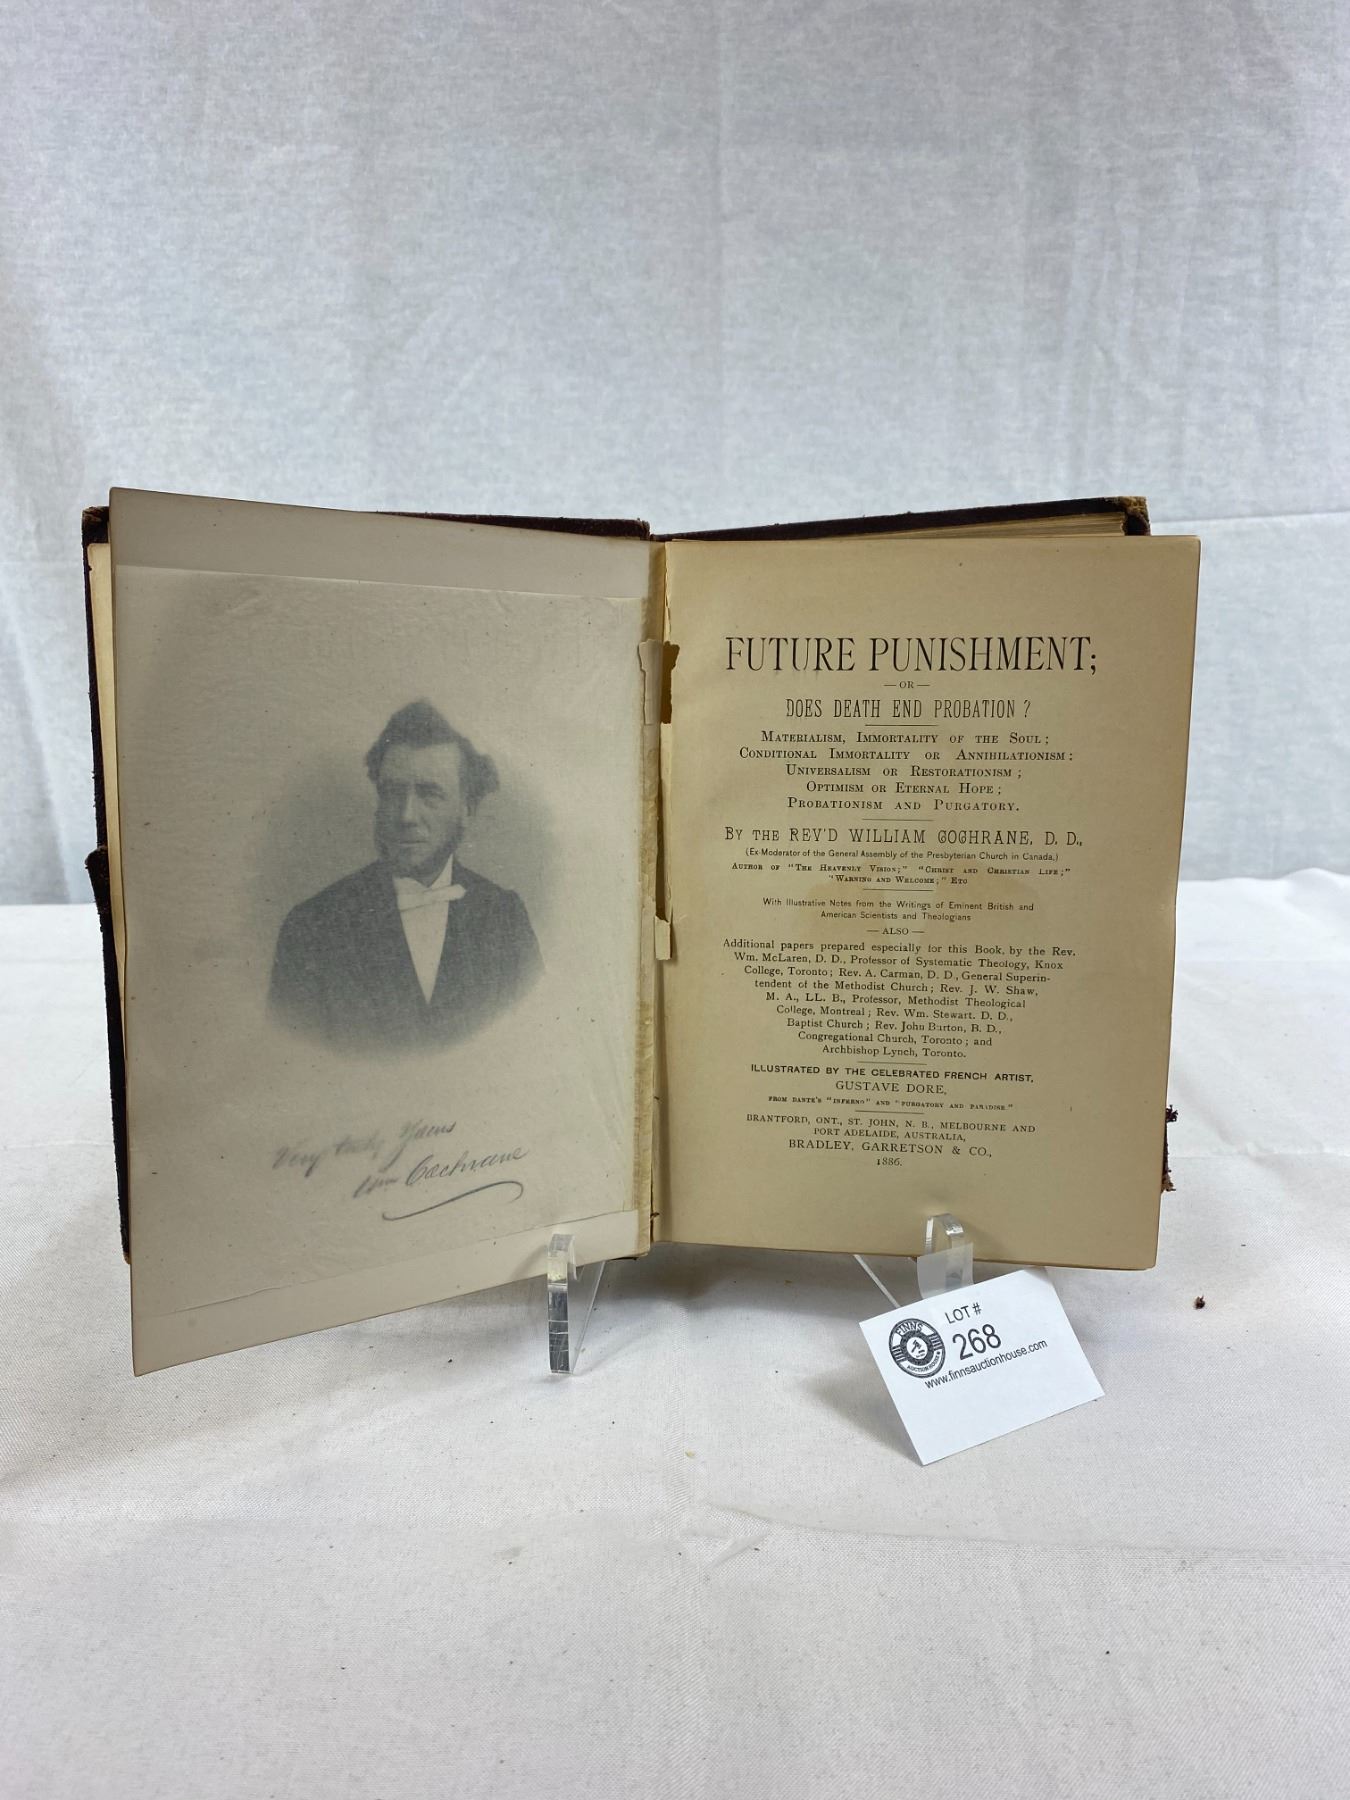 Very truly Yours
Wm Cochrane
FUTURE PUNISHMENT;
— OR —
DOES DEATH END PROBATION ?
MATERIALISM, IMMORTALITY OF THE SOUL ;
CONDITIONAL IMMORTALITY OR ANNIHILATIONISM :
UNIVERSALISM OR RESTORATIONISM ;
OPTIMISM OR ETERNAL HOPE ;
PROBATIONISM AND PURGATORY.
BY THE REV'D WILLIAM COCHRANE, D. D.,
(Ex-Moderator of the General Assembly of the Presbyterian Church in Canada,)
AUTHOR OF "THE HEAVENLY VISION;" "CHRIST AND CHRISTIAN LIFE;"
"WARNING AND WELCOME;" ETC
With Illustrative Notes from the Writings of Eminent British and
American Scientists and Theologians
— ALSO —
Additional papers prepared especially for this Book, by the Rev.
Wm. McLaren, D. D., Professor of Systematic Theology, Knox
College, Toronto ; Rev. A. Carman, D. D., General Superin-
tendent of the Methodist Church ; Rev. J. W. Shaw,
M. A., LL. B., Professor, Methodist Theological
College, Montreal ; Rev. Wm. Stewart. D. D.,
Baptist Church ; Rev. John Burton, B. D.,
Congregational Church, Toronto ; and
Archbishop Lynch, Toronto.
ILLUSTRATED BY THE CELEBRATED FRENCH ARTIST,
GUSTAVE DORE,
FROM DANTE'S "INFERNO" AND "PURGATORY AND PARADISE."
BRANTFORD, ONT., ST. JOHN, N. B., MELBOURNE AND
PORT ADELAIDE, AUSTRALIA,
BRADLEY, GARRETSON & CO.,
1886.
LOT #
FINNS
AUCTION HOUSE
268
www.finnsauctionhouse.com